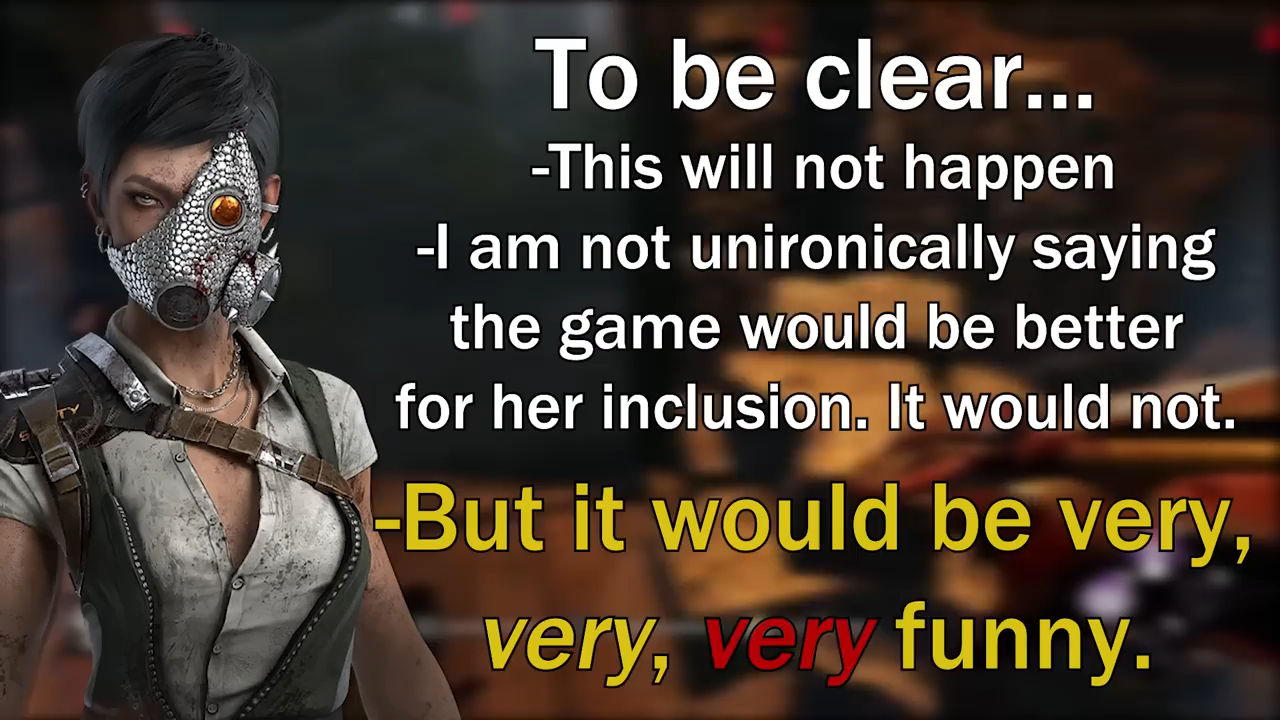 To be clear...
-This will not happen
-I am not unironically saying
the game would be better
for her inclusion. It would not.
-But it would be very,
very, very funny.